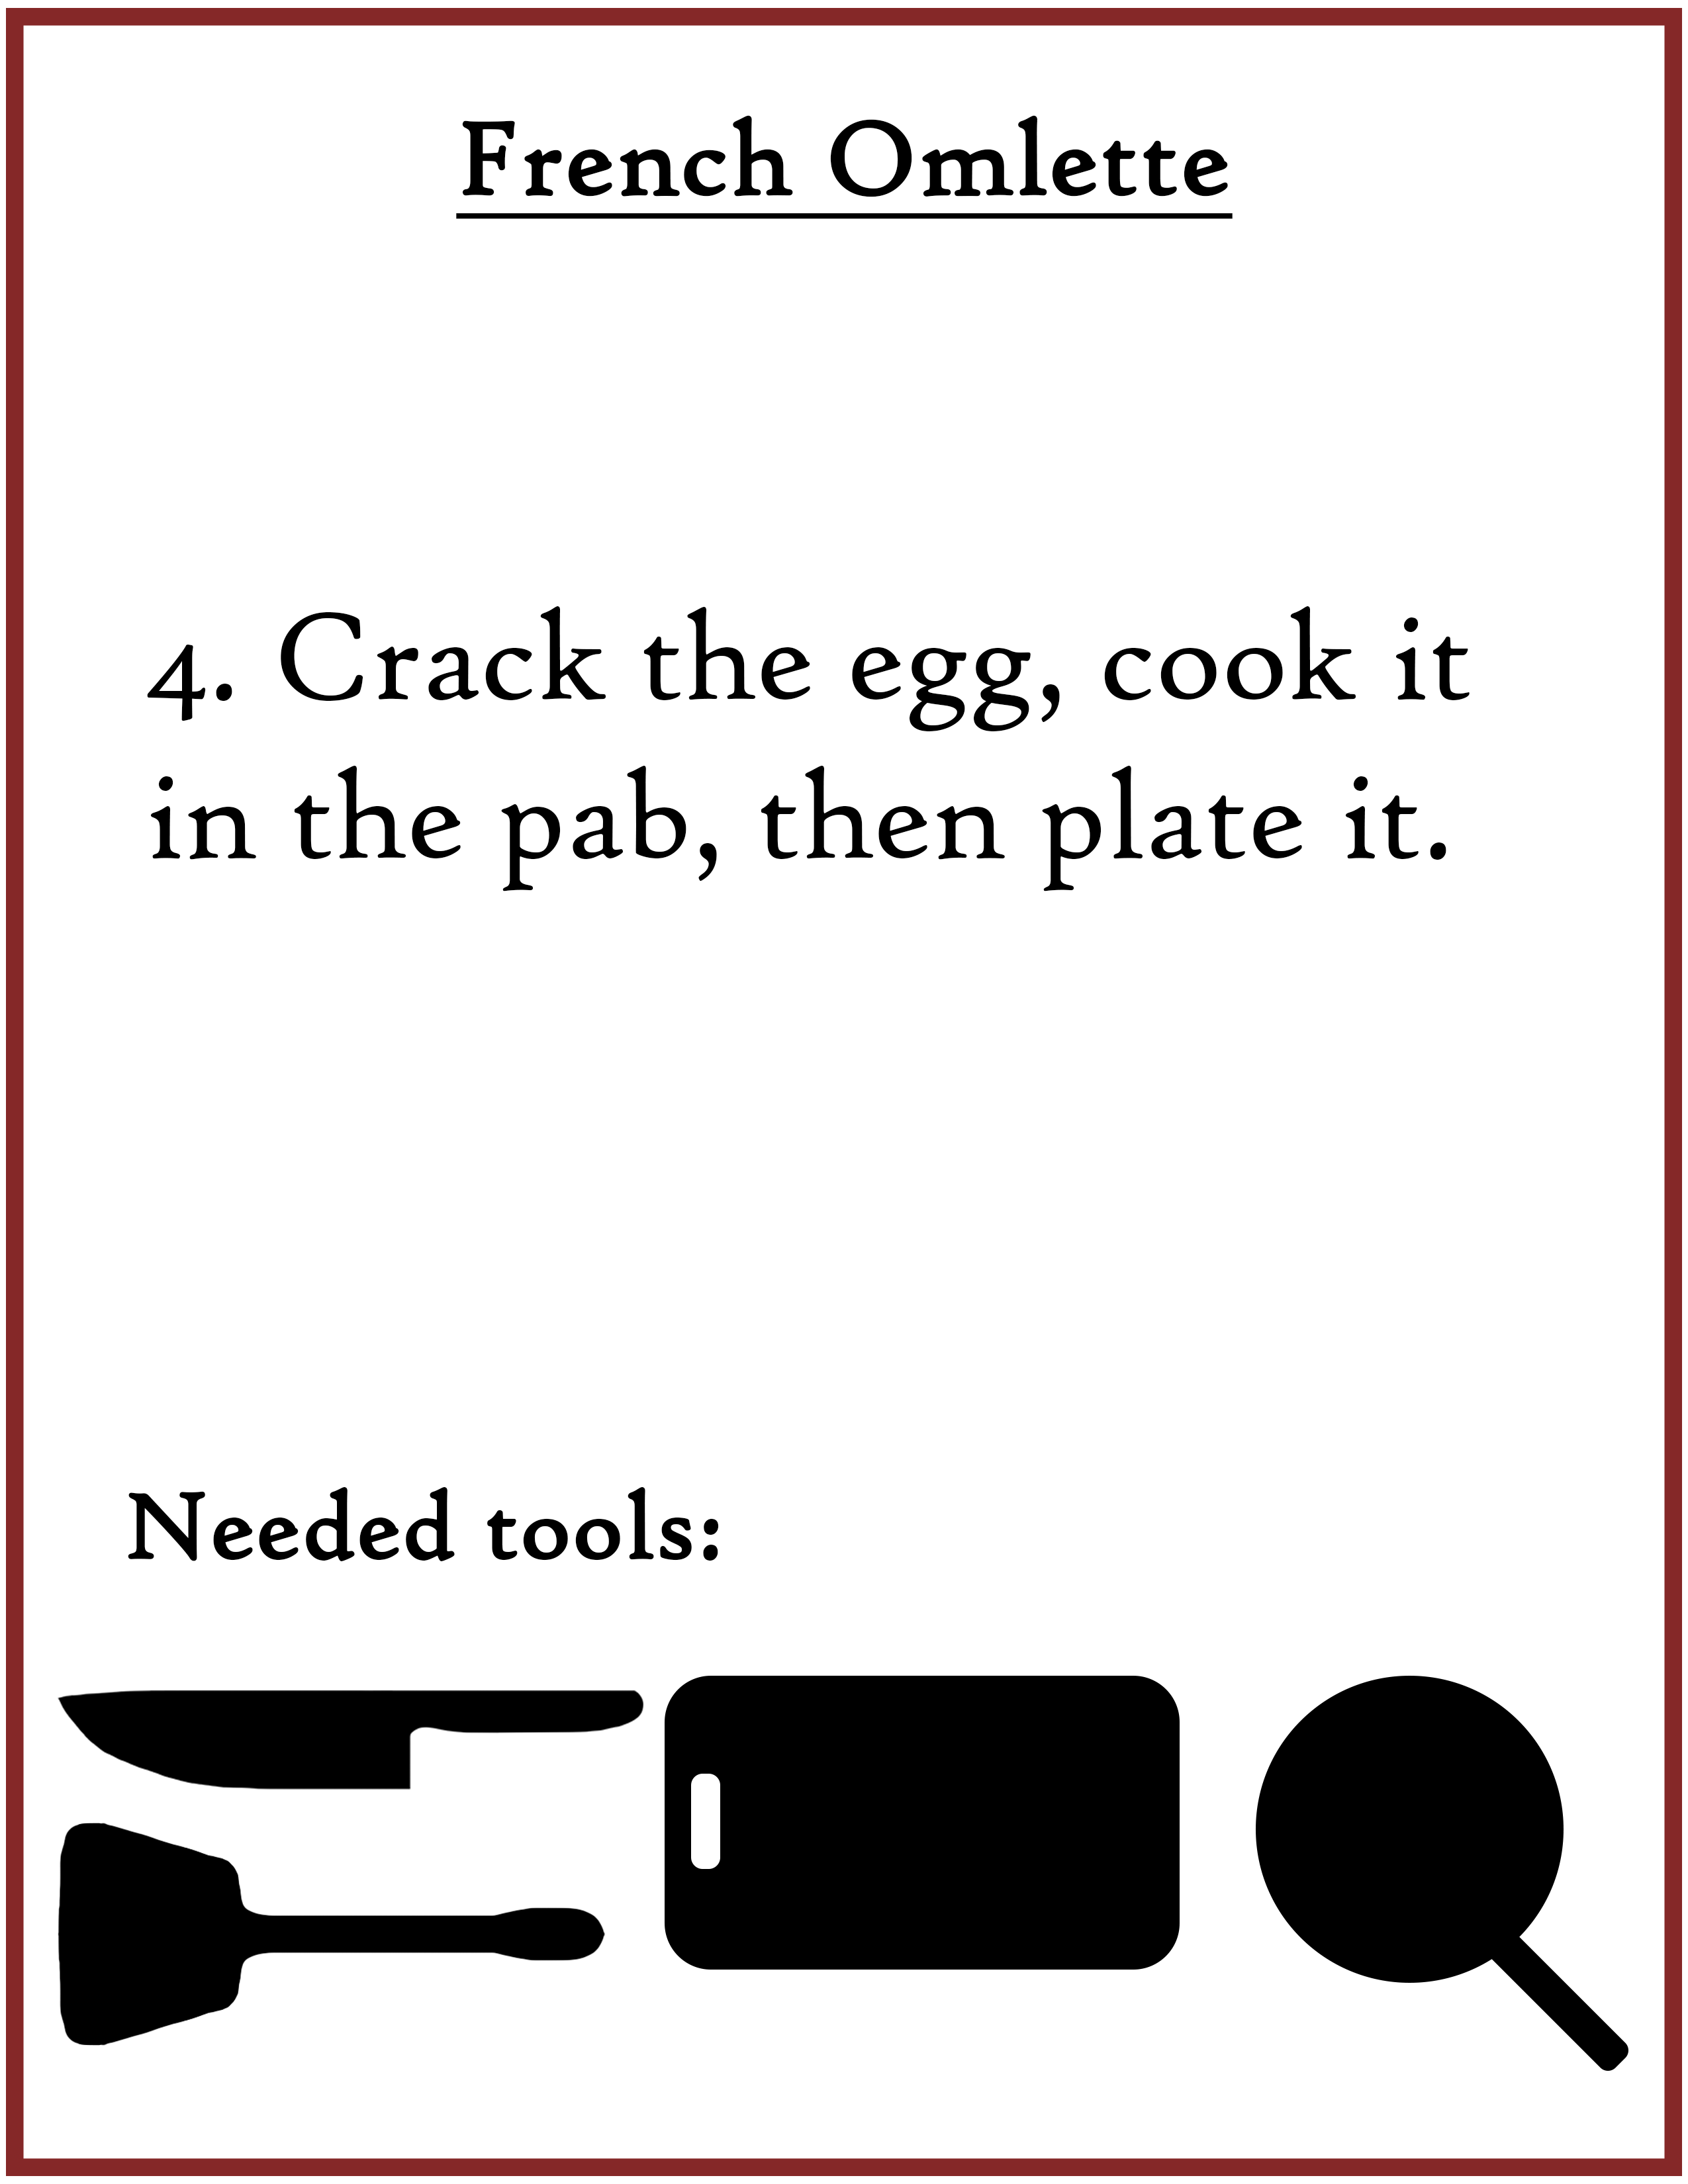 French Omlette
4. Crack the egg, cook it
in the pab, then plate it.
Needed tools: